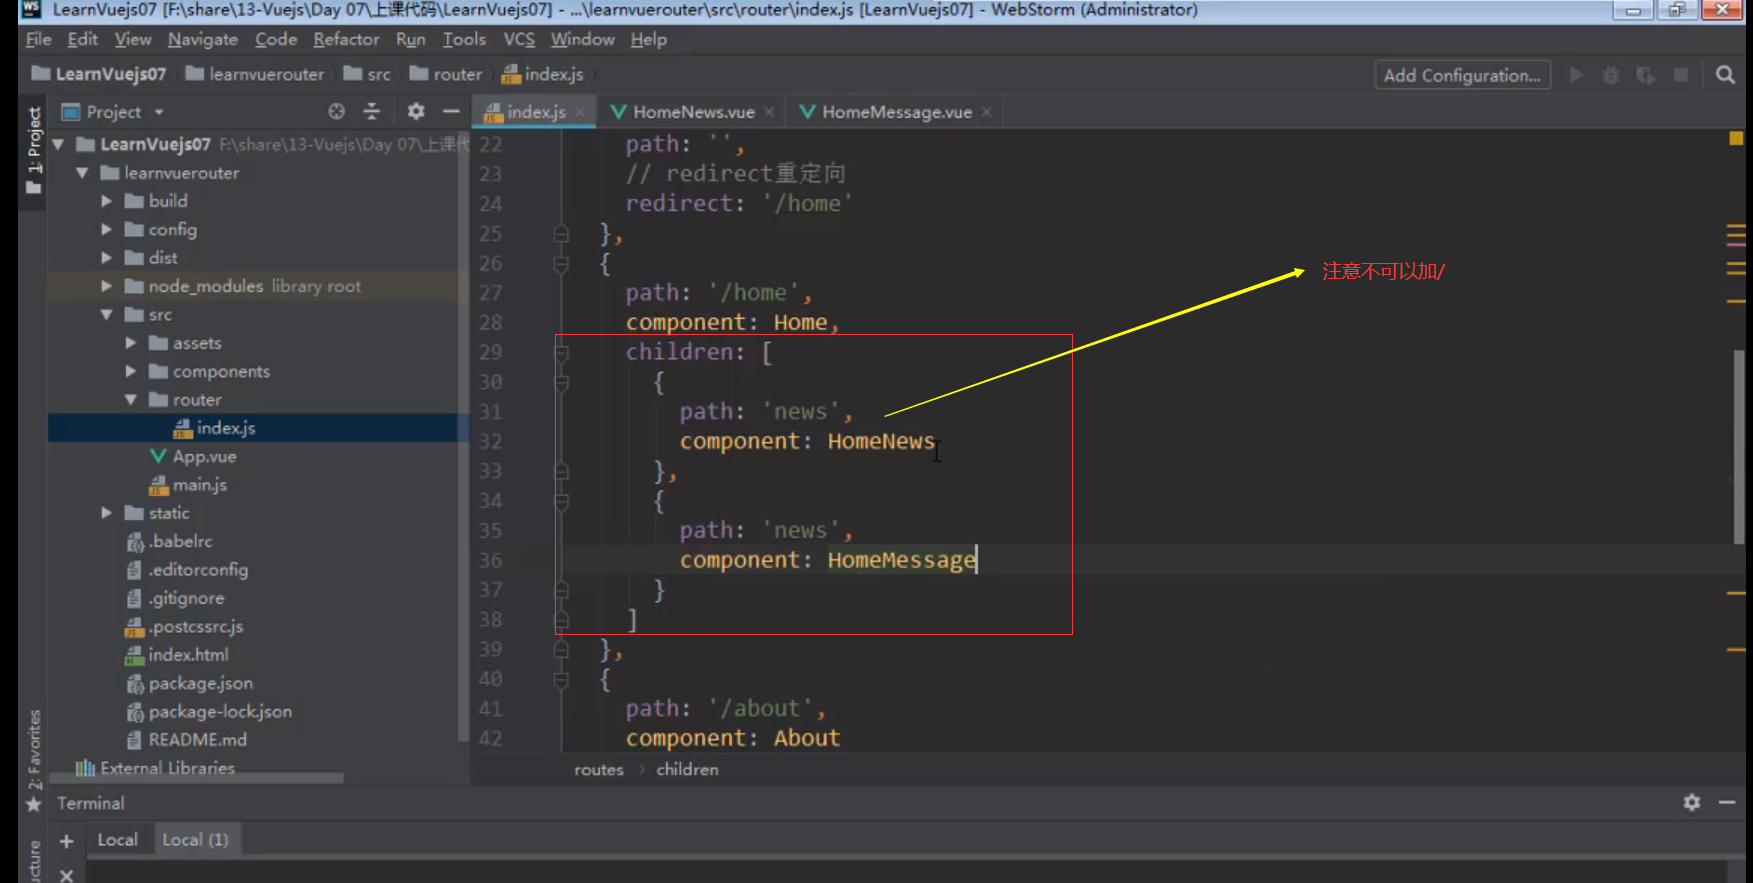 LearnVuejs07 [F:\share\13-Vuejs\Day 07\上课代码\LearnVuejs07] - ...\learnvuerouter\src\router\index.js [LearnVuejs07] - WebStorm (Administrator)
File Edit View Navigate Code Refactor Run Tools VCS Window Help
LearnVuejs07 learnvuerouter src router index.js Add Configuration...
Project index.js HomeNews.vue HomeMessage.vue
1: Project
LearnVuejs07 F:\share\13-Vuejs\Day 07\上课代
learnvuerouter
build
config
dist
node_modules library root
src
assets
components
router
index.js
App.vue
main.js
static
.babelrc
.editorconfig
.gitignore
.postcssrc.js
index.html
package.json
package-lock.json
README.md
External Libraries
22 path: '',
23 // redirect重定向
24 redirect: '/home'
25 },
26 {
27 path: '/home',
28 component: Home,
29 children: [
30 {
31 path: 'news',
32 component: HomeNews
33 },
34 {
35 path: 'news',
36 component: HomeMessage
37 }
38 ]
39 },
40 {
41 path: '/about',
42 component: About
注意不可以加/
routes › children
2: Favorites
Terminal
+ Local Local (1)
ucture